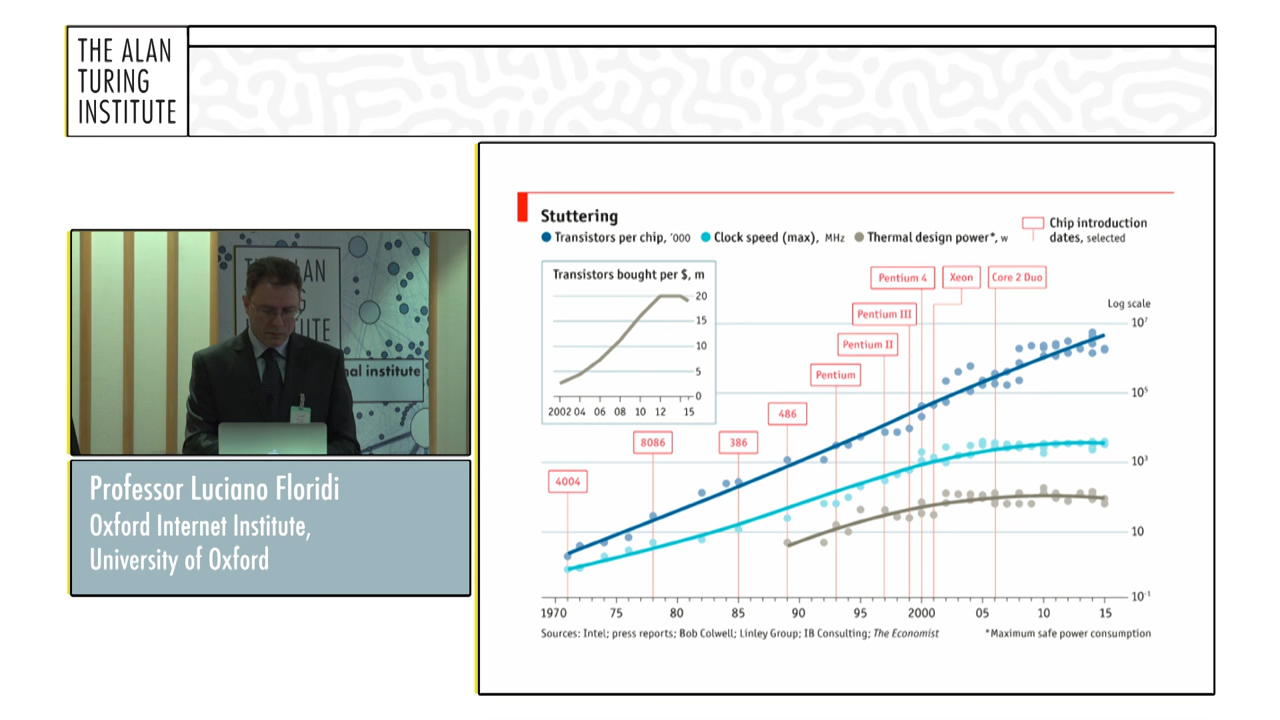 THE ALAN
TURING
INSTITUTE
Professor Luciano Floridi
Oxford Internet Institute,
University of Oxford
Stuttering
Transistors per chip, ’000
Clock speed (max), MHz
Thermal design power*, w
Chip introduction
dates, selected
Transistors bought per $, m
20
15
10
5
0
2002 04 06 08 10 12 15
Log scale
10⁷
10⁵
10³
10
10⁻¹
4004
8086
386
486
Pentium
Pentium II
Pentium III
Pentium 4
Xeon
Core 2 Duo
1970 75 80 85 90 95 2000 05 10 15
Sources: Intel; press reports; Bob Colwell; Linley Group; IB Consulting; The Economist
*Maximum safe power consumption
nal institute